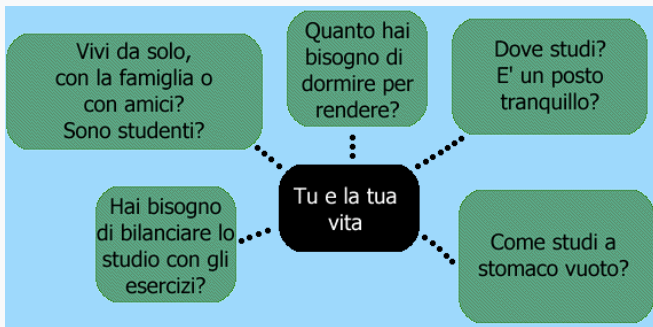 Vivi da solo,
con la famiglia o
con amici?
Sono studenti?
Quanto hai
bisogno di
dormire per
rendere?
Dove studi?
E' un posto
tranquillo?
Tu e la tua
vita
Hai bisogno
di bilanciare lo
studio con gli
esercizi?
Come studi a
stomaco vuoto?